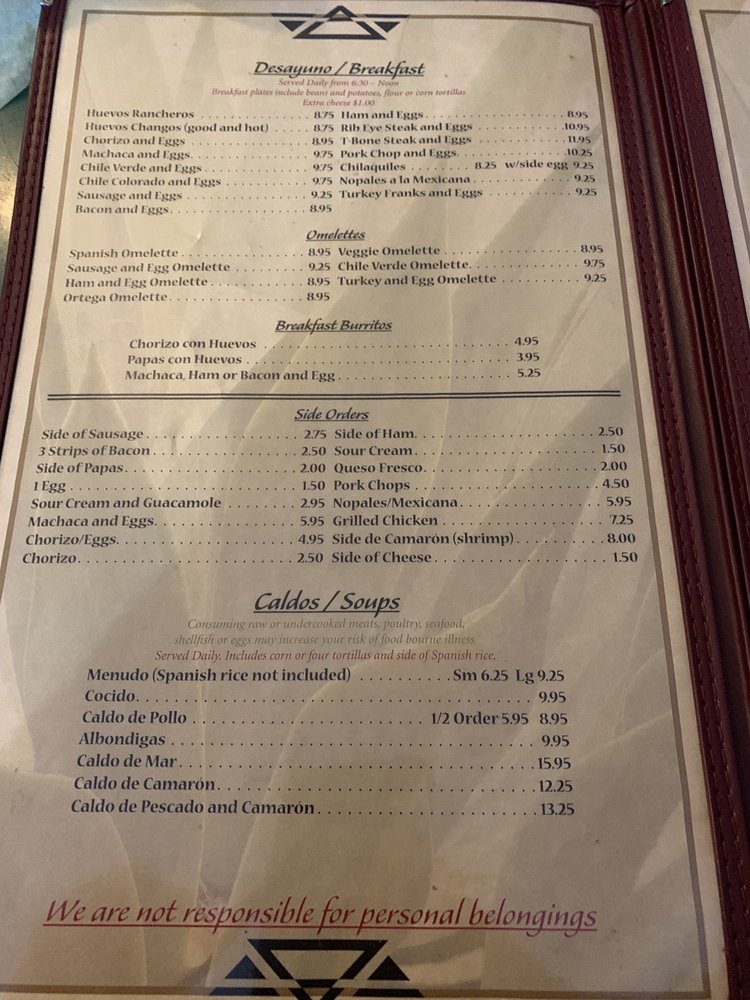 Desayuno / Breakfast
Served Daily from 6:30 – Noon
Breakfast plates include beans and potatoes, flour or corn tortillas
Extra cheese $1.00
Huevos Rancheros . . . . . . . . . . . . . . . . . . . . 8.75
Huevos Changos (good and hot) . . . . . . . 8.75
Chorizo and Eggs . . . . . . . . . . . . . . . . . . . . 8.95
Machaca and Eggs. . . . . . . . . . . . . . . . . . . . 9.75
Chile Verde and Eggs . . . . . . . . . . . . . . . . . 9.75
Chile Colorado and Eggs . . . . . . . . . . . . . 9.75
Sausage and Eggs . . . . . . . . . . . . . . . . . . . . 9.25
Bacon and Eggs. . . . . . . . . . . . . . . . . . . . . . 8.95
Ham and Eggs. . . . . . . . . . . . . . . . . . . . . . 8.95
Rib Eye Steak and Eggs . . . . . . . . . . . . . .10.95
T-Bone Steak and Eggs . . . . . . . . . . . . . . 11.95
Pork Chop and Eggs. . . . . . . . . . . . . . . . .10.25
Chilaquiles . . . . . . . . 8.25 w/side egg 9.25
Nopales a la Mexicana . . . . . . . . . . . . . . . 9.25
Turkey Franks and Eggs . . . . . . . . . . . . . 9.25
Omelettes
Spanish Omelette . . . . . . . . . . . . . . . . . . . 8.95
Sausage and Egg Omelette . . . . . . . . . . . 9.25
Ham and Egg Omelette . . . . . . . . . . . . . . . 8.95
Ortega Omelette . . . . . . . . . . . . . . . . . . . . . 8.95
Veggie Omelette . . . . . . . . . . . . . . . . . . . 8.95
Chile Verde Omelette. . . . . . . . . . . . . . . . 9.75
Turkey and Egg Omelette . . . . . . . . . . . . 9.25
Breakfast Burritos
Chorizo con Huevos . . . . . . . . . . . . . . . . . . . . . . . . . . . . . 4.95
Papas con Huevos . . . . . . . . . . . . . . . . . . . . . . . . . . . . . . . 3.95
Machaca, Ham or Bacon and Egg . . . . . . . . . . . . . . . . . . . . 5.25
Side Orders
Side of Sausage . . . . . . . . . . . . . . . . . . . . . 2.75
3 Strips of Bacon . . . . . . . . . . . . . . . . . . . . 2.50
Side of Papas. . . . . . . . . . . . . . . . . . . . . . . . 2.00
1 Egg . . . . . . . . . . . . . . . . . . . . . . . . . . . . . . . 1.50
Sour Cream and Guacamole . . . . . . . . . . 2.95
Machaca and Eggs. . . . . . . . . . . . . . . . . . . 5.95
Chorizo/Eggs. . . . . . . . . . . . . . . . . . . . . . . . 4.95
Chorizo. . . . . . . . . . . . . . . . . . . . . . . . . . . . . 2.50
Side of Ham. . . . . . . . . . . . . . . . . . . . . . . . 2.50
Sour Cream. . . . . . . . . . . . . . . . . . . . . . . . . 1.50
Queso Fresco. . . . . . . . . . . . . . . . . . . . . . . 2.00
Pork Chops . . . . . . . . . . . . . . . . . . . . . . . . 4.50
Nopales/Mexicana. . . . . . . . . . . . . . . . . . . 5.95
Grilled Chicken . . . . . . . . . . . . . . . . . . . . . 7.25
Side de Camarón (shrimp). . . . . . . . . . . . 8.00
Side of Cheese . . . . . . . . . . . . . . . . . . . . . . 1.50
Caldos / Soups
Consuming raw or undercooked meats, poultry, seafood,
shellfish or eggs may increase your risk of food bourne illness.
Served Daily. Includes corn or four tortillas and side of Spanish rice.
Menudo (Spanish rice not included) . . . . . . . . . . Sm 6.25 Lg 9.25
Cocido. . . . . . . . . . . . . . . . . . . . . . . . . . . . . . . . . . . . . . . . . . 9.95
Caldo de Pollo . . . . . . . . . . . . . . . . . . . . . . . . 1/2 Order 5.95 8.95
Albondigas . . . . . . . . . . . . . . . . . . . . . . . . . . . . . . . . . . . . . . 9.95
Caldo de Mar. . . . . . . . . . . . . . . . . . . . . . . . . . . . . . . . . . . . 15.95
Caldo de Camarón. . . . . . . . . . . . . . . . . . . . . . . . . . . . . . . . 12.25
Caldo de Pescado and Camarón. . . . . . . . . . . . . . . . . . . . . 13.25
We are not responsible for personal belongings